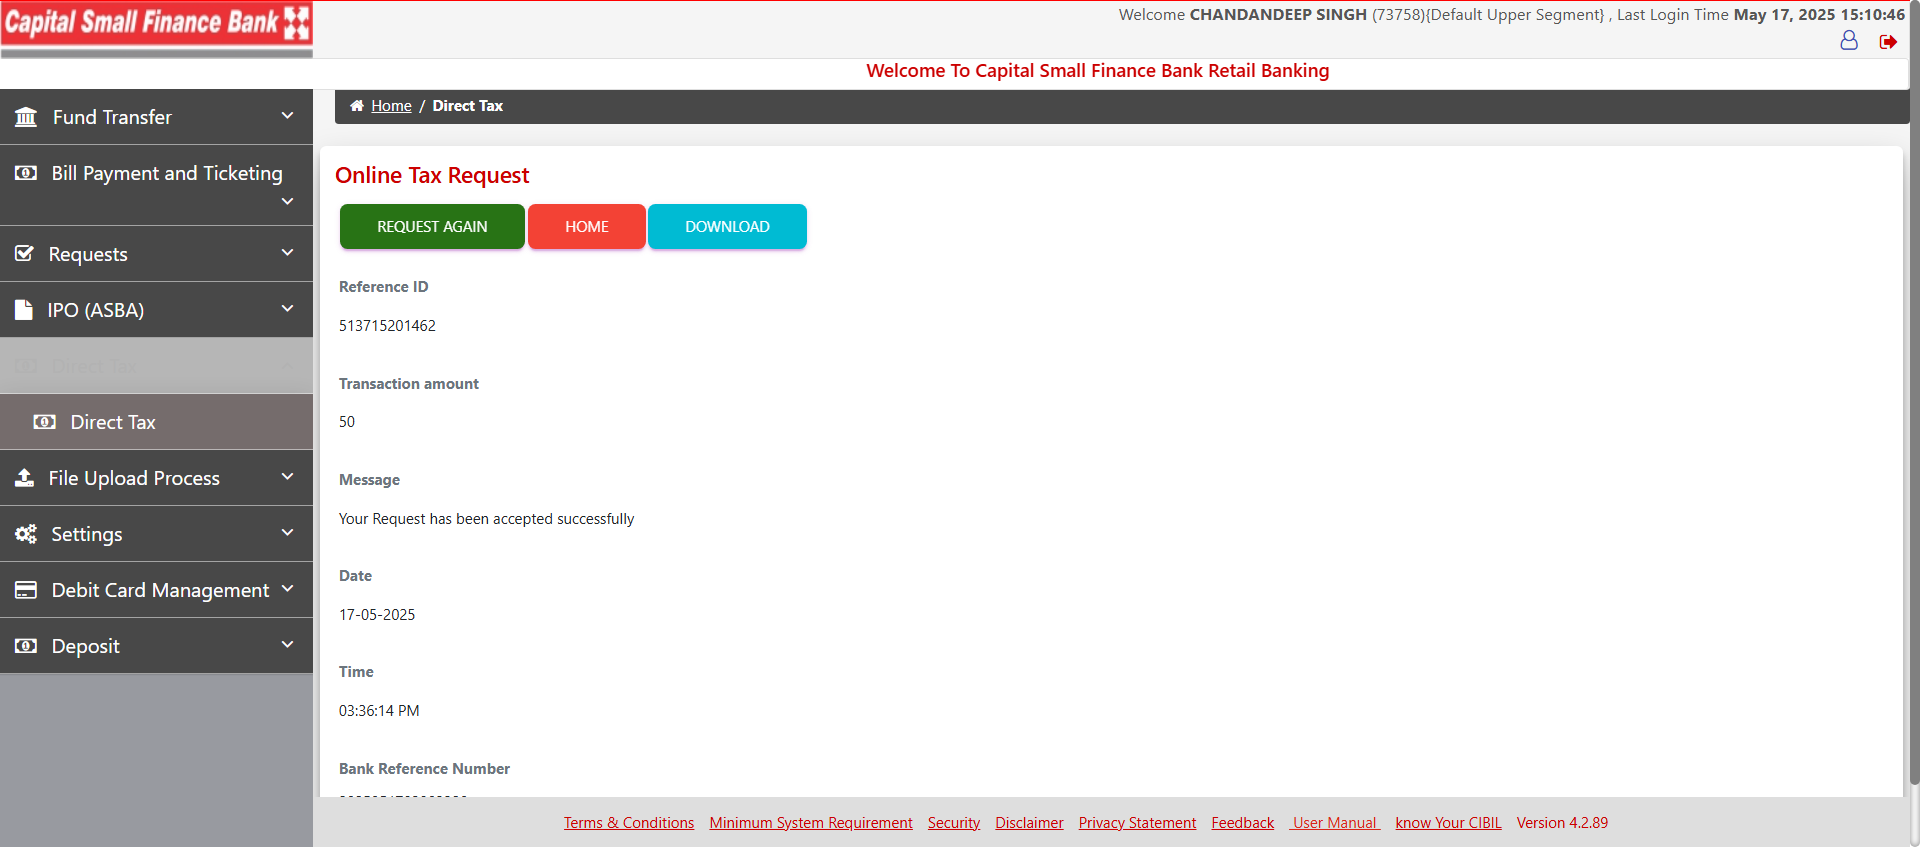 Capital Small Finance Bank
Welcome CHANDANDEEP SINGH (73758){Default Upper Segment} , Last Login Time May 17, 2025 15:10:46
Welcome To Capital Small Finance Bank Retail Banking
Home / Direct Tax
Fund Transfer
Bill Payment and Ticketing
Requests
IPO (ASBA)
Direct Tax
Direct Tax
File Upload Process
Settings
Debit Card Management
Deposit
Online Tax Request
REQUEST AGAIN HOME DOWNLOAD
Reference ID
513715201462
Transaction amount
50
Message
Your Request has been accepted successfully
Date
17-05-2025
Time
03:36:14 PM
Bank Reference Number
Terms & Conditions Minimum System Requirement Security Disclaimer Privacy Statement Feedback User Manual know Your CIBIL Version 4.2.89